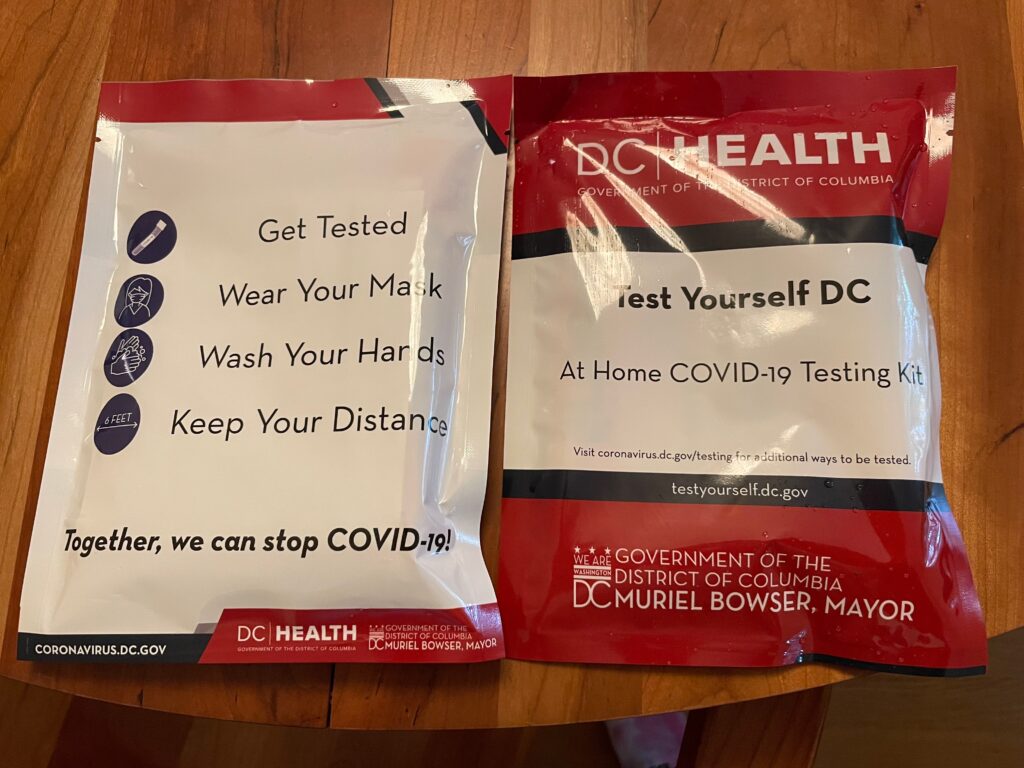 Get Tested
Wear Your Mask
Wash Your Hands
6 FEET
Keep Your Distance
Together, we can stop COVID-19!
CORONAVIRUS.DC.GOV
DC | HEALTH
GOVERNMENT OF THE DISTRICT OF COLUMBIA
WE ARE
WASHINGTON
DC
GOVERNMENT OF THE
DISTRICT OF COLUMBIA
MURIEL BOWSER, MAYOR
DC | HEALTH
GOVERNMENT OF THE DISTRICT OF COLUMBIA
Test Yourself DC
At Home COVID-19 Testing Kit
Visit coronavirus.dc.gov/testing for additional ways to be tested.
testyourself.dc.gov
WE ARE
WASHINGTON
DC
GOVERNMENT OF THE
DISTRICT OF COLUMBIA
MURIEL BOWSER, MAYOR